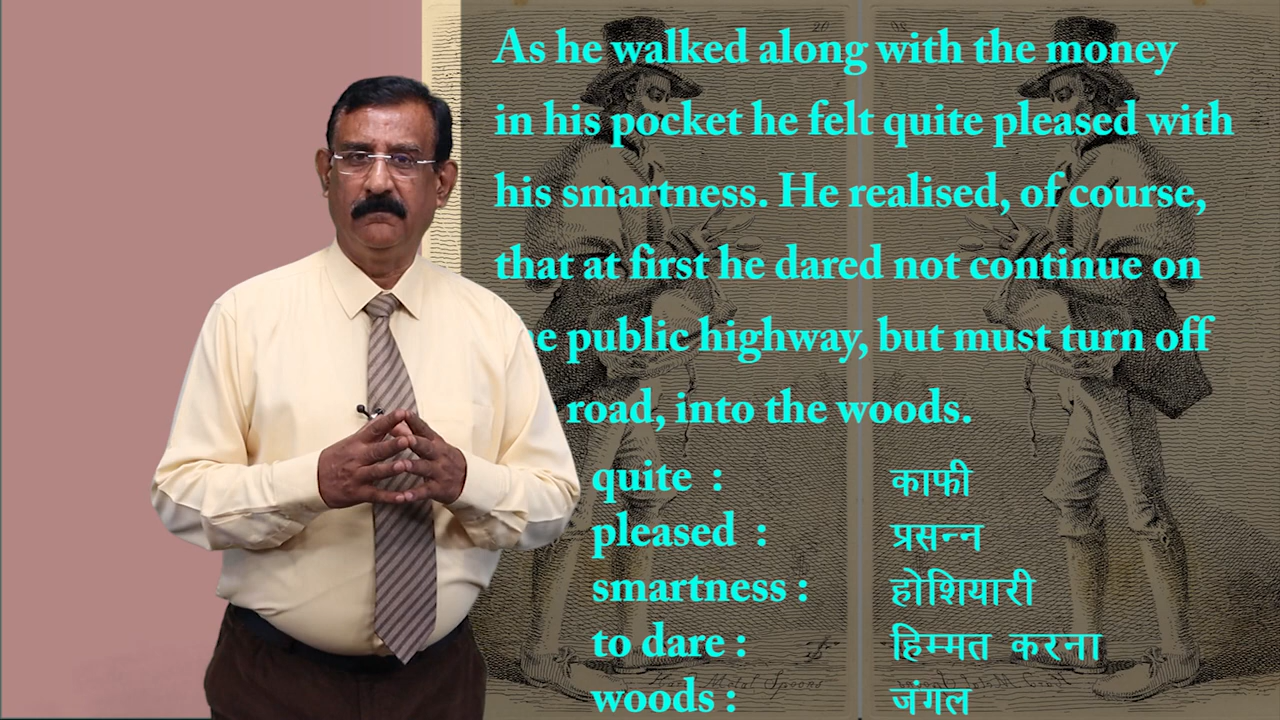 As he walked along with the money
in his pocket he felt quite pleased with
his smartness. He realised, of course,
that at first he dared not continue on
public highway, but must turn off
road, into the woods.
quite : काफी
pleased : प्रसन्न
smartness : होशियारी
to dare : हिम्मत करना
woods : जंगल